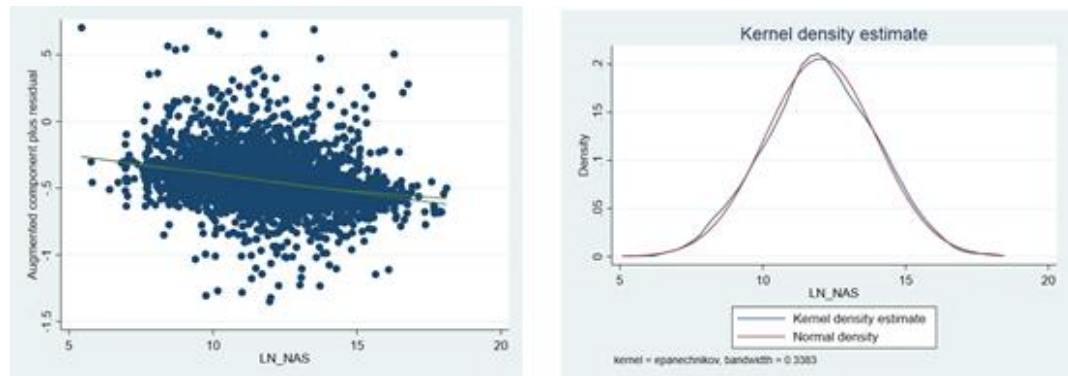 Augmented component plus residual
.5
0
-.5
-1
-1.5
5
10
15
20
LN_NAS
Kernel density estimate
Density
.2
.15
.1
.05
0
5
10
15
20
LN_NAS
Kernel density estimate
Normal density
kernel = epanechnikov, bandwidth = 0.3383